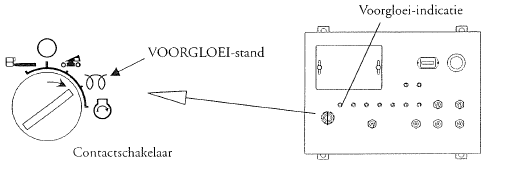 Voorgloei-indicatie
VOORGLOEI-stand
Contactschakelaar